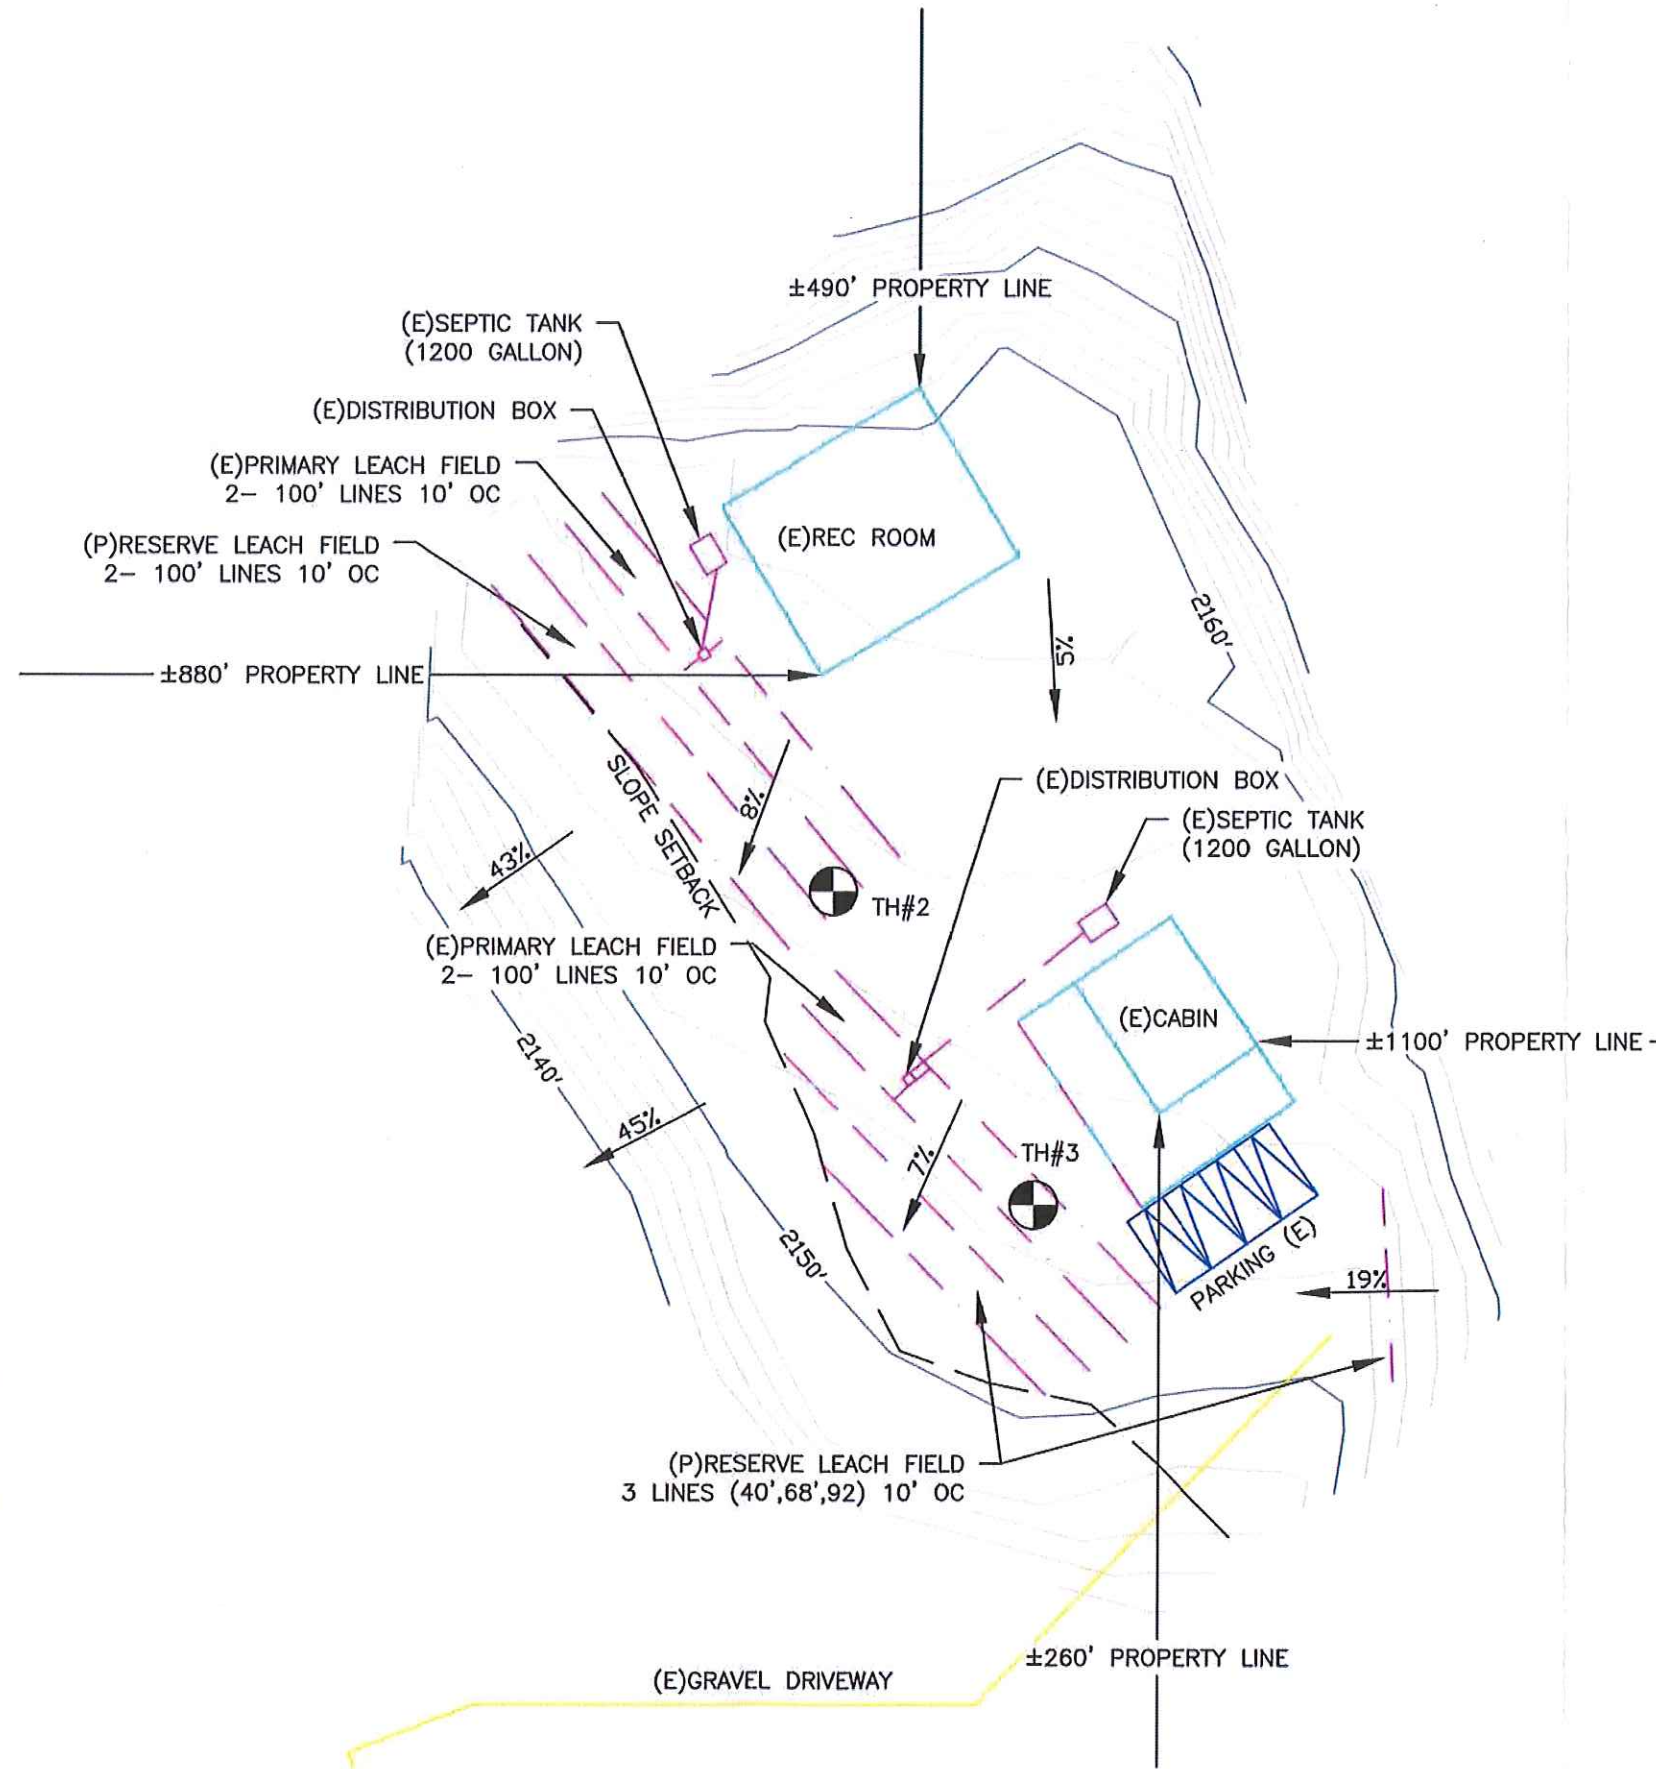 ±490' PROPERTY LINE
(E)SEPTIC TANK
(1200 GALLON)
(E)DISTRIBUTION BOX
(E)PRIMARY LEACH FIELD
2- 100' LINES 10' OC
(P)RESERVE LEACH FIELD
2- 100' LINES 10' OC
(E)REC ROOM
2160'
5%
±880' PROPERTY LINE
SLOPE SETBACK
8%
(E)DISTRIBUTION BOX
(E)SEPTIC TANK
(1200 GALLON)
43%
TH#2
(E)PRIMARY LEACH FIELD
2- 100' LINES 10' OC
(E)CABIN
±1100' PROPERTY LINE
2140'
45%
7%
TH#3
2150'
PARKING (E)
19%
(P)RESERVE LEACH FIELD
3 LINES (40',68',92) 10' OC
±260' PROPERTY LINE
(E)GRAVEL DRIVEWAY